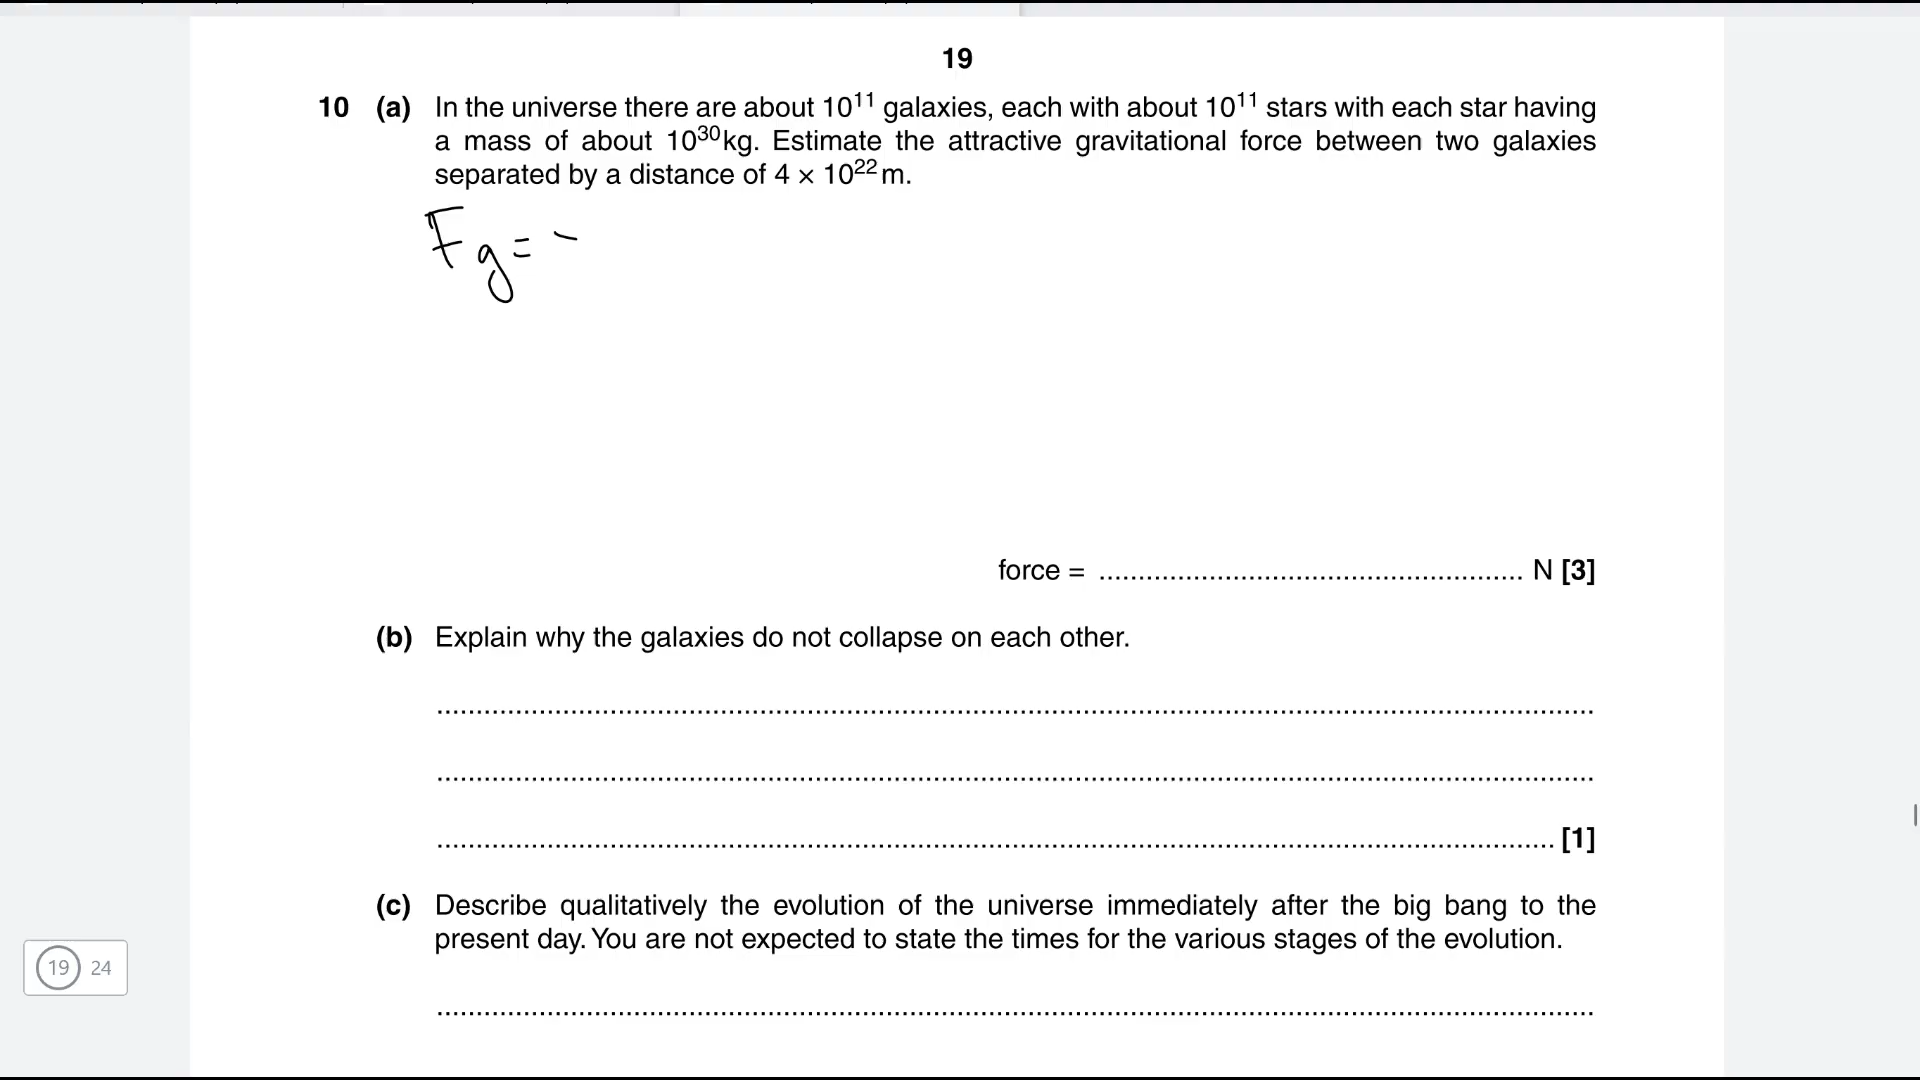 19
10 (a) In the universe there are about 10¹¹ galaxies, each with about 10¹¹ stars with each star having
a mass of about 10³⁰ kg. Estimate the attractive gravitational force between two galaxies
separated by a distance of 4 × 10²² m.
Fg = -
force = .................................................... N [3]
(b) Explain why the galaxies do not collapse on each other.
[1]
(c) Describe qualitatively the evolution of the universe immediately after the big bang to the
present day. You are not expected to state the times for the various stages of the evolution.
19 24